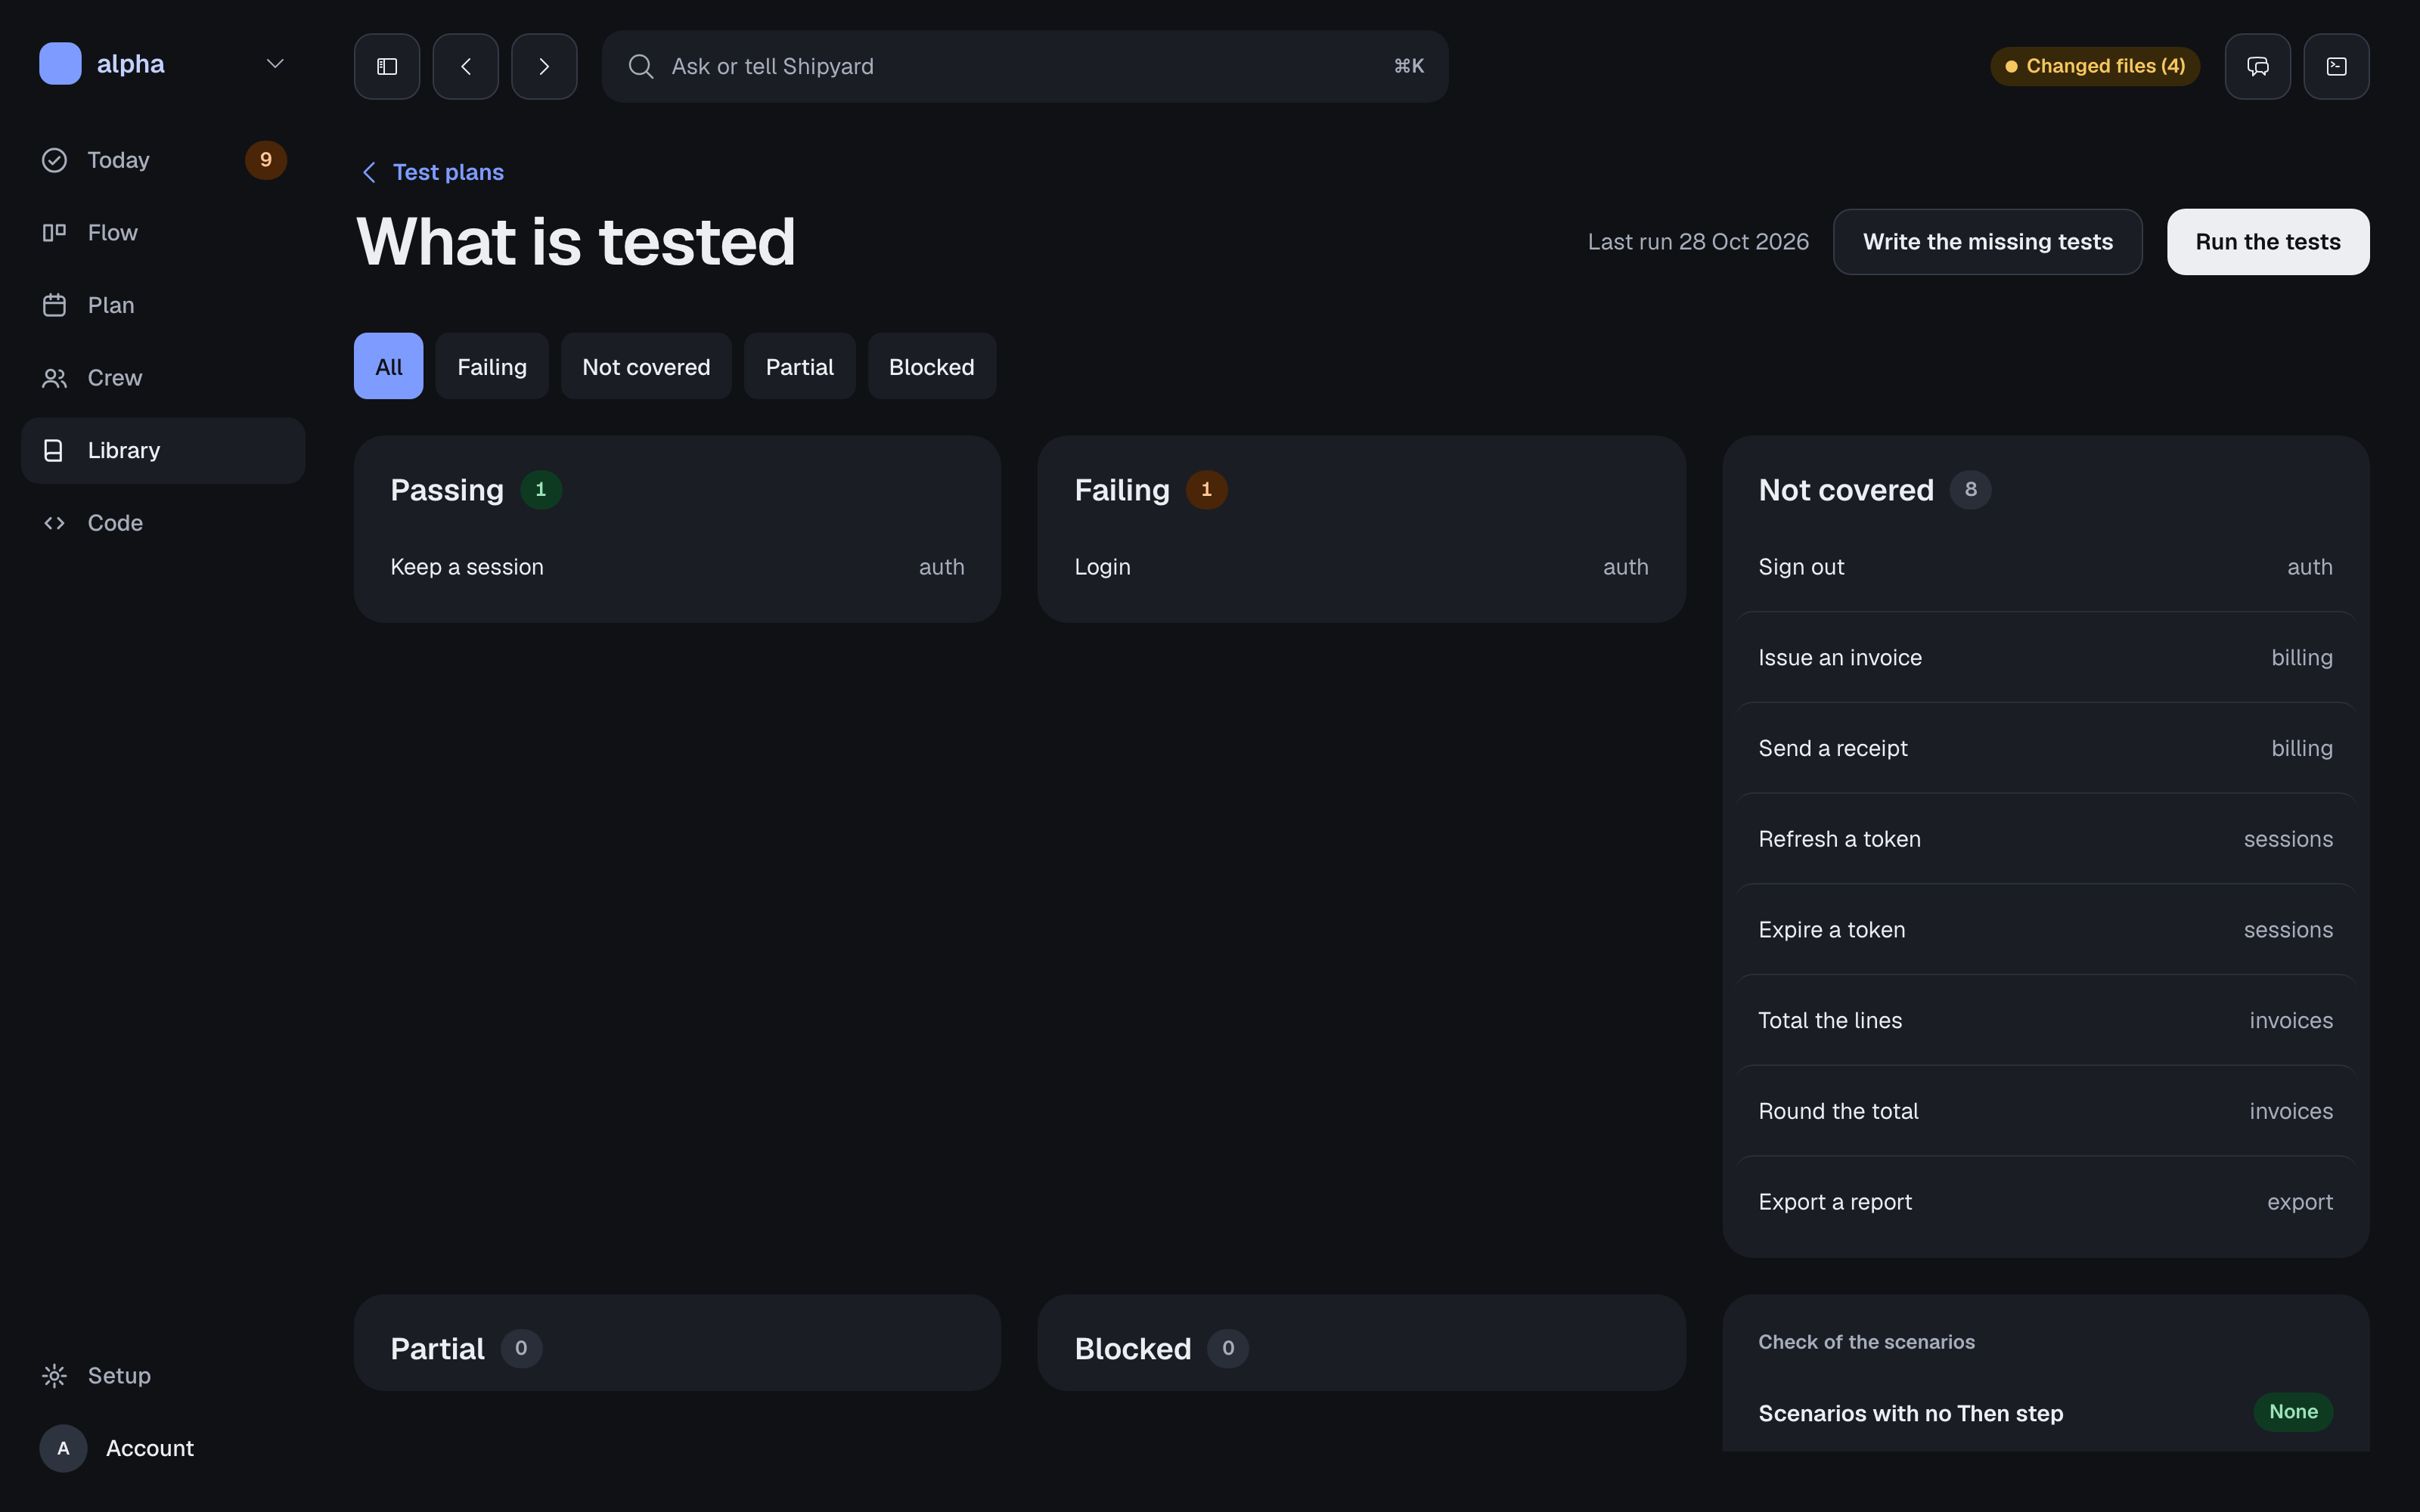 alpha
Ask or tell Shipyard
⌘K
Changed files (4)
Today
9
Flow
Plan
Crew
Library
Code
Setup
A
Account
Test plans
What is tested
Last run 28 Oct 2026
Write the missing tests
Run the tests
All
Failing
Not covered
Partial
Blocked
Passing 1
Keep a session auth
Failing 1
Login auth
Not covered 8
Sign out auth
Issue an invoice billing
Send a receipt billing
Refresh a token sessions
Expire a token sessions
Total the lines invoices
Round the total invoices
Export a report export
Partial 0
Blocked 0
Check of the scenarios
Scenarios with no Then step None